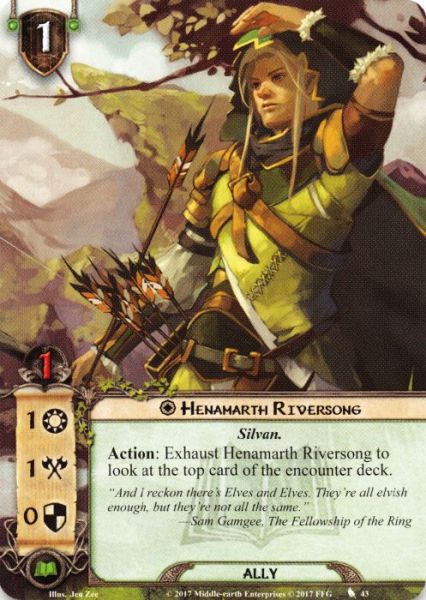 1
1
1
1
0
Henamarth Riversong
Silvan.
Action: Exhaust Henamarth Riversong to
look at the top card of the encounter deck.
“And I reckon there’s Elves and Elves. They’re all elvish
enough, but they’re not all the same.”
—Sam Gamgee, The Fellowship of the Ring
ALLY
Illus. Jen Zee © 2017 Middle-earth Enterprises © 2017 FFG 43